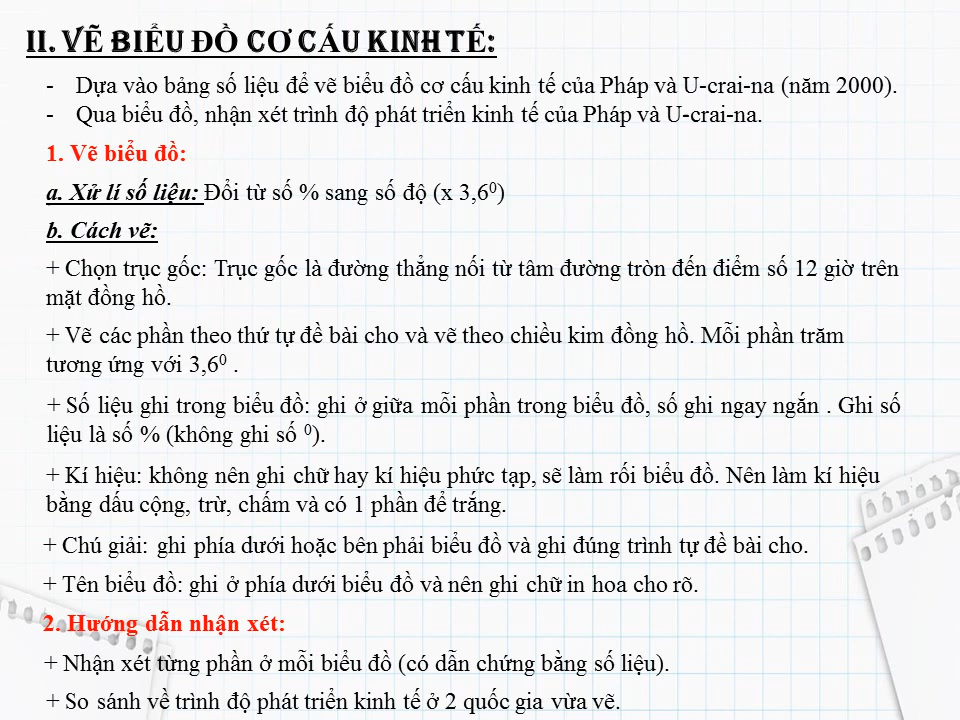 II. VẼ BIỂU ĐỒ CƠ CẤU KINH TẾ:
- Dựa vào bảng số liệu để vẽ biểu đồ cơ cấu kinh tế của Pháp và U-crai-na (năm 2000).
- Qua biểu đồ, nhận xét trình độ phát triển kinh tế của Pháp và U-crai-na.
1. Vẽ biểu đồ:
a. Xử lí số liệu: Đổi từ số % sang số độ (x 3,6⁰)
b. Cách vẽ:
+ Chọn trục gốc: Trục gốc là đường thẳng nối từ tâm đường tròn đến điểm số 12 giờ trên
mặt đồng hồ.
+ Vẽ các phần theo thứ tự đề bài cho và vẽ theo chiều kim đồng hồ. Mỗi phần trăm
tương ứng với 3,6⁰ .
+ Số liệu ghi trong biểu đồ: ghi ở giữa mỗi phần trong biểu đồ, số ghi ngay ngắn . Ghi số
liệu là số % (không ghi số ⁰).
+ Kí hiệu: không nên ghi chữ hay kí hiệu phức tạp, sẽ làm rối biểu đồ. Nên làm kí hiệu
bằng dấu cộng, trừ, chấm và có 1 phần để trắng.
+ Chú giải: ghi phía dưới hoặc bên phải biểu đồ và ghi đúng trình tự đề bài cho.
+ Tên biểu đồ: ghi ở phía dưới biểu đồ và nên ghi chữ in hoa cho rõ.
2. Hướng dẫn nhận xét:
+ Nhận xét từng phần ở mỗi biểu đồ (có dẫn chứng bằng số liệu).
+ So sánh về trình độ phát triển kinh tế ở 2 quốc gia vừa vẽ.